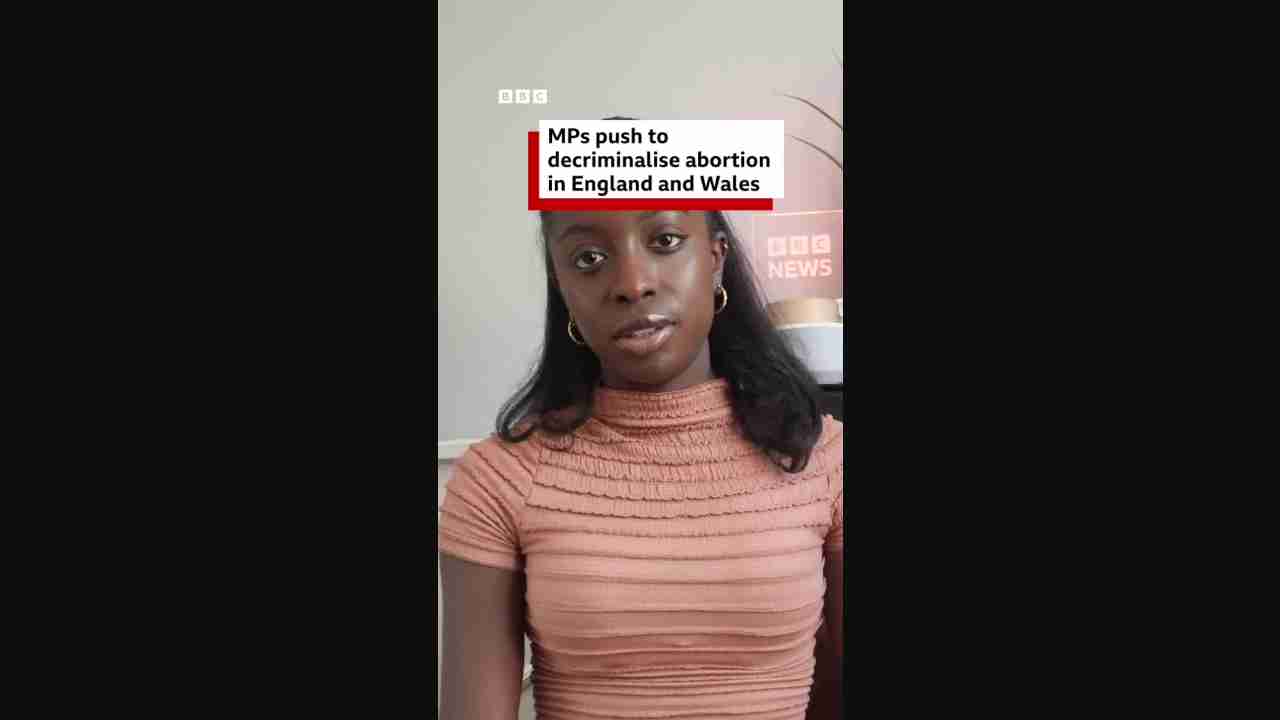 BBC
MPs push to
decriminalise abortion
in England and Wales
BBC
NEWS